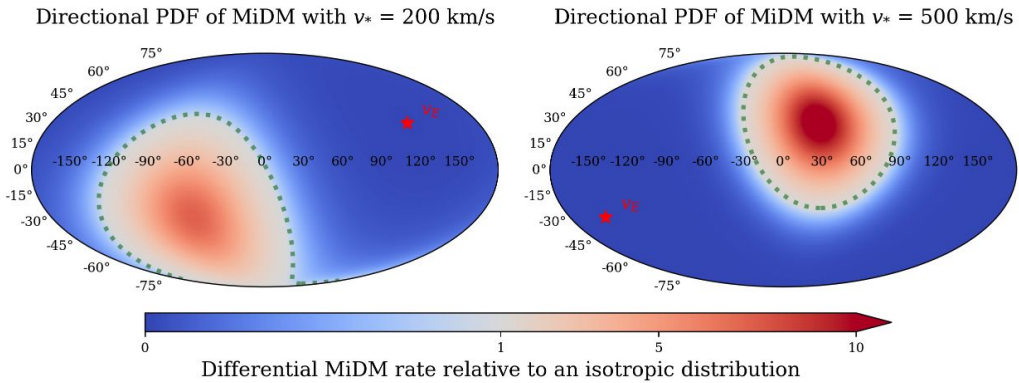 Directional PDF of MiDM with v* = 200 km/s
75°
60°
45°
30°
15°
0°
-15°
-30°
-45°
-60°
-75°
-150° -120° -90° -60° -30° 0° 30° 60° 90° 120° 150°
vE
Directional PDF of MiDM with v* = 500 km/s
75°
60°
45°
30°
15°
0°
-15°
-30°
-45°
-60°
-75°
-150° -120° -90° -60° -30° 0° 30° 60° 90° 120° 150°
vE
0 1 5 10
Differential MiDM rate relative to an isotropic distribution